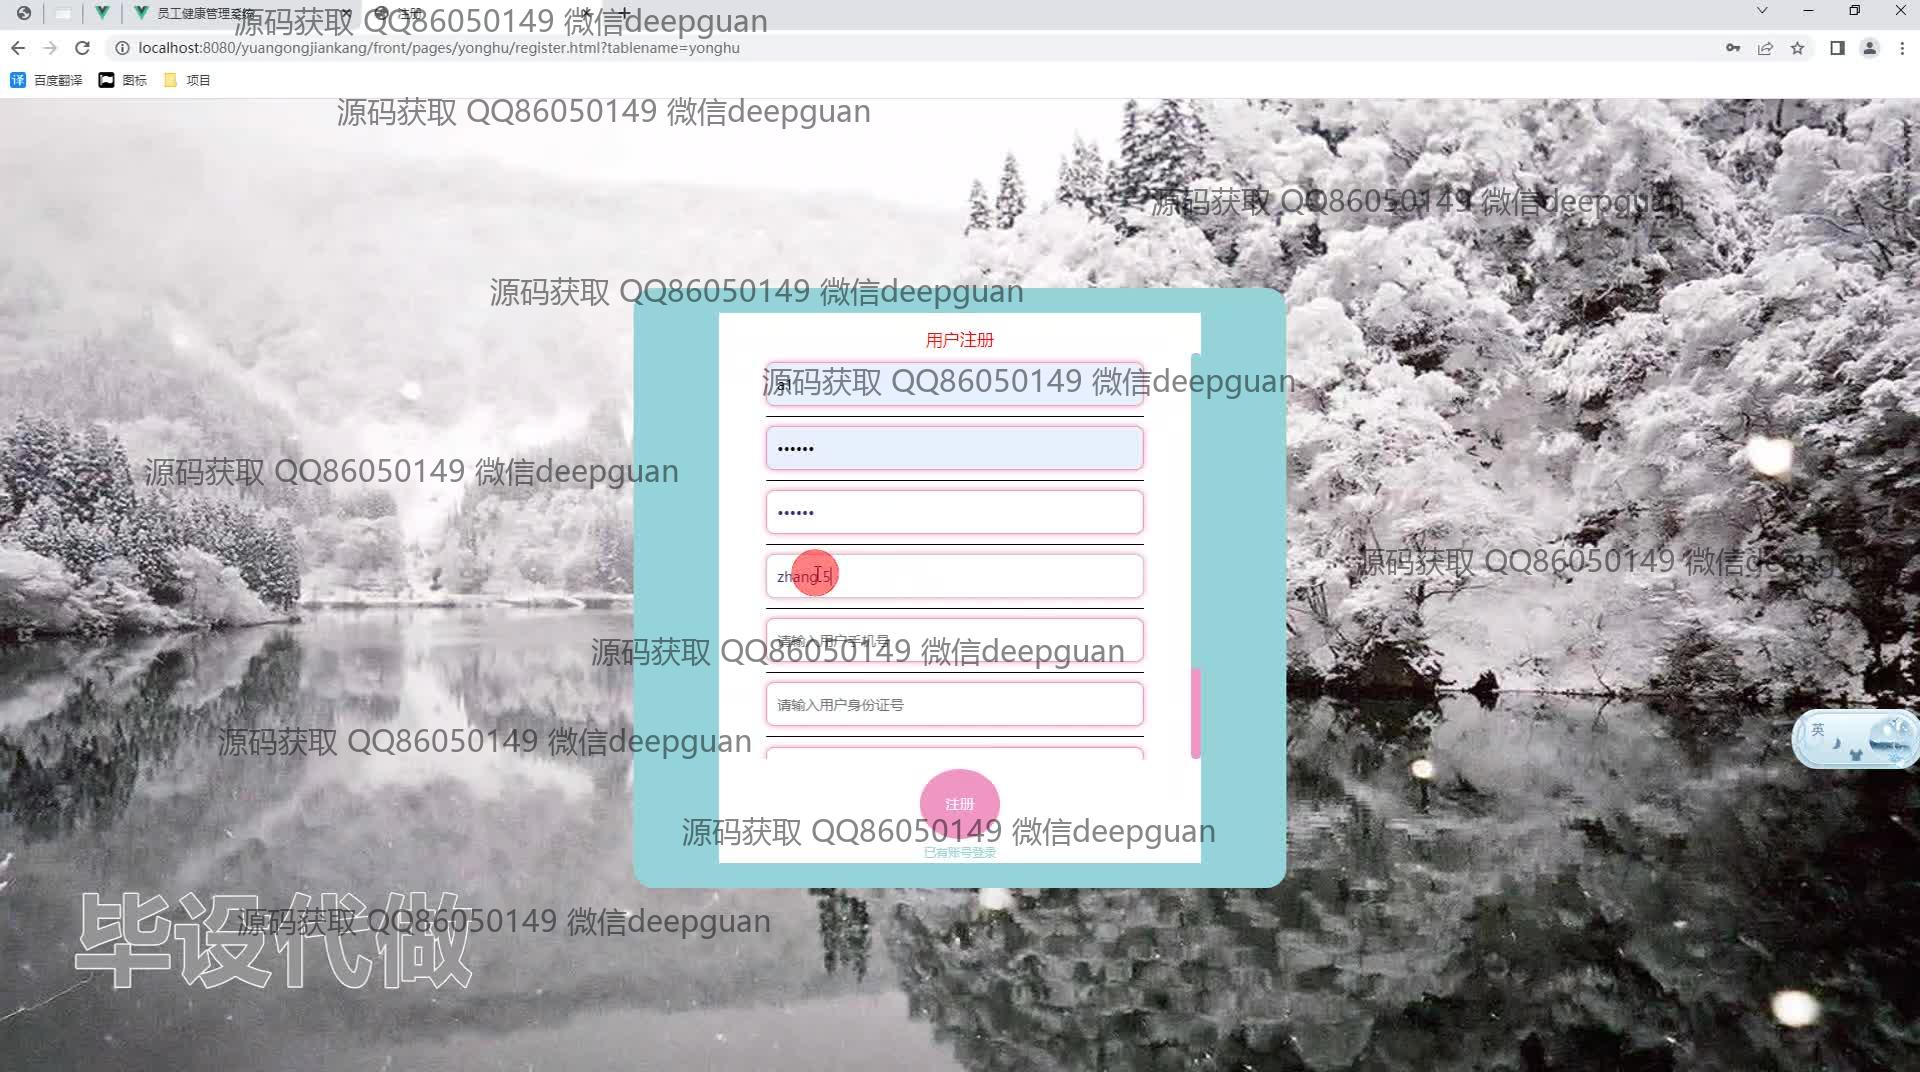 员工健康管理系统
注册
源码获取 QQ86050149 微信deepguan
localhost:8080/yuangongjiankang/front/pages/yonghu/register.html?tablename=yonghu
译 百度翻译 图标 项目
源码获取 QQ86050149 微信deepguan
源码获取 QQ86050149 微信deepguan
源码获取 QQ86050149 微信deepguan
用户注册
a1
源码获取 QQ86050149 微信deepguan
••••••
源码获取 QQ86050149 微信deepguan
••••••
源码获取 QQ86050149 微信deepguan
请输入用户手机号
源码获取 QQ86050149 微信deepguan
请输入用户身份证号
英
源码获取 QQ86050149 微信deepguan
注册
源码获取 QQ86050149 微信deepguan
已有账号登录
源码获取 QQ86050149 微信deepguan
毕设代做